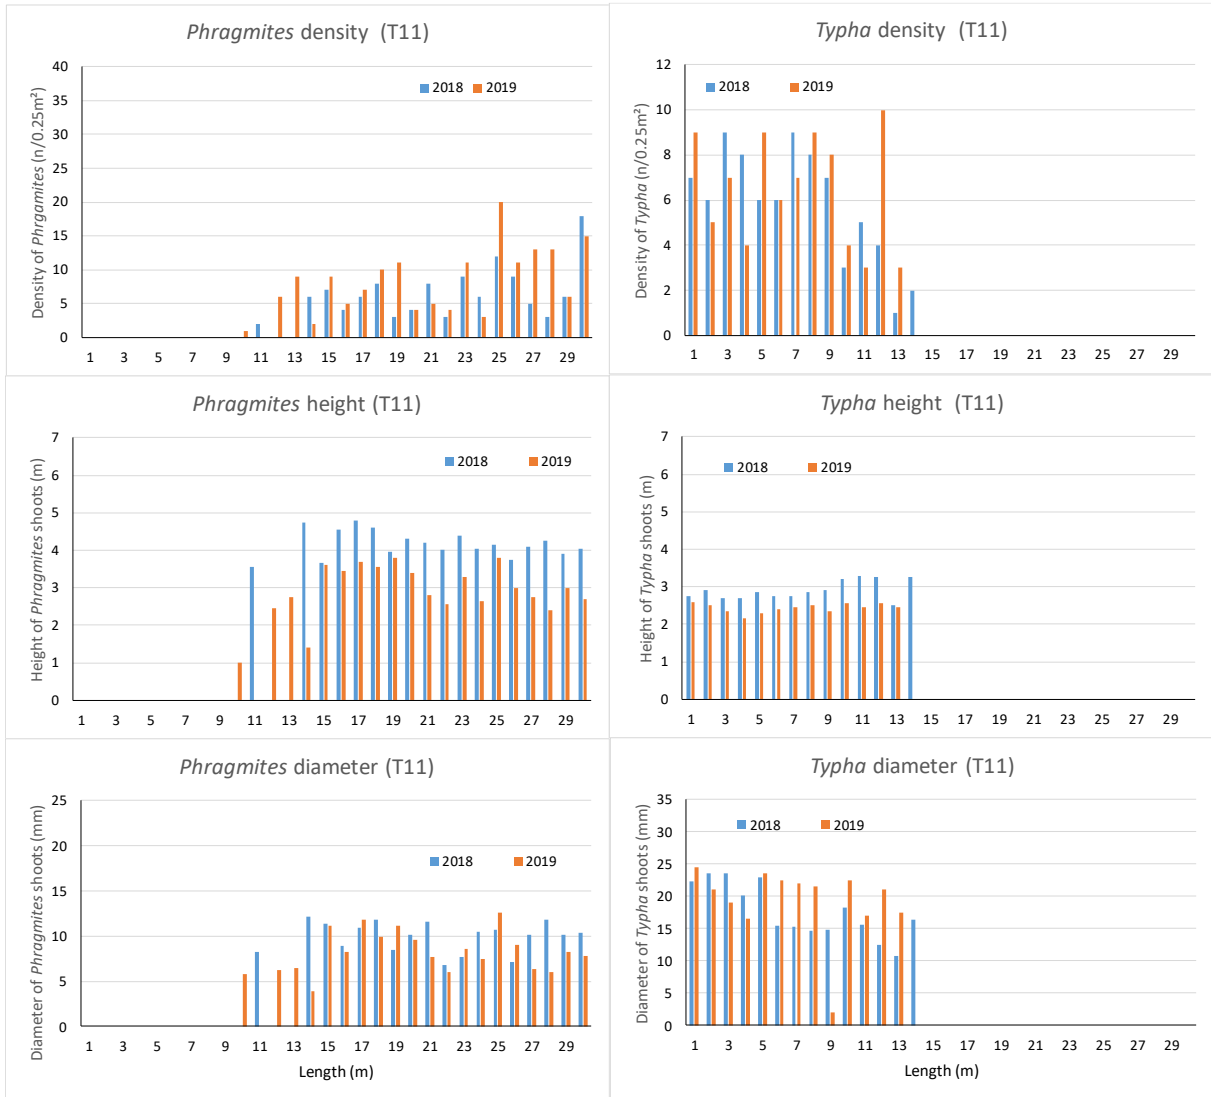 Phragmites density (T11)
40
35
30
25
20
15
10
5
0
2018 2019
Density of Phrgamites (n/0.25m²)
1 3 5 7 9 11 13 15 17 19 21 23 25 27 29
Typha density (T11)
12
10
8
6
4
2
0
2018 2019
Density of Typha (n/0.25m²)
1 3 5 7 9 11 13 15 17 19 21 23 25 27 29
Phragmites height (T11)
7
6
5
4
3
2
1
0
2018 2019
Height of Phragmites shoots (m)
1 3 5 7 9 11 13 15 17 19 21 23 25 27 29
Typha height (T11)
7
6
5
4
3
2
1
0
2018 2019
Height of Typha shoots (m)
1 3 5 7 9 11 13 15 17 19 21 23 25 27 29
Phragmites diameter (T11)
25
20
15
10
5
0
2018 2019
Diameter of Phragmites shoots (mm)
1 3 5 7 9 11 13 15 17 19 21 23 25 27 29
Length (m)
Typha diameter (T11)
35
30
25
20
15
10
5
0
2018 2019
Diameter of Typha shoots (mm)
1 3 5 7 9 11 13 15 17 19 21 23 25 27 29
Length (m)